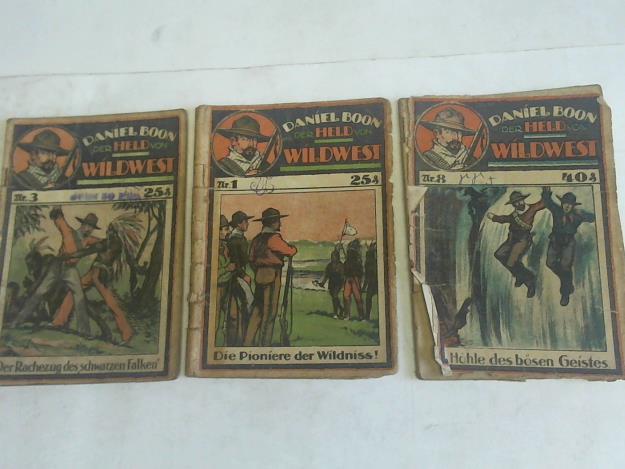 DANIEL BOON
DER HELD VON
WILDWEST
Nr. 3
25₰
Der Rachezug des schwarzen Falken"
DANIEL BOON
DER HELD VON
WILDWEST
Nr. 1
25₰
Die Pioniere der Wildniss!
DANIEL BOON
DER HELD VON
WILDWEST
Nr. 8
40₰
Höhle des bösen Geistes